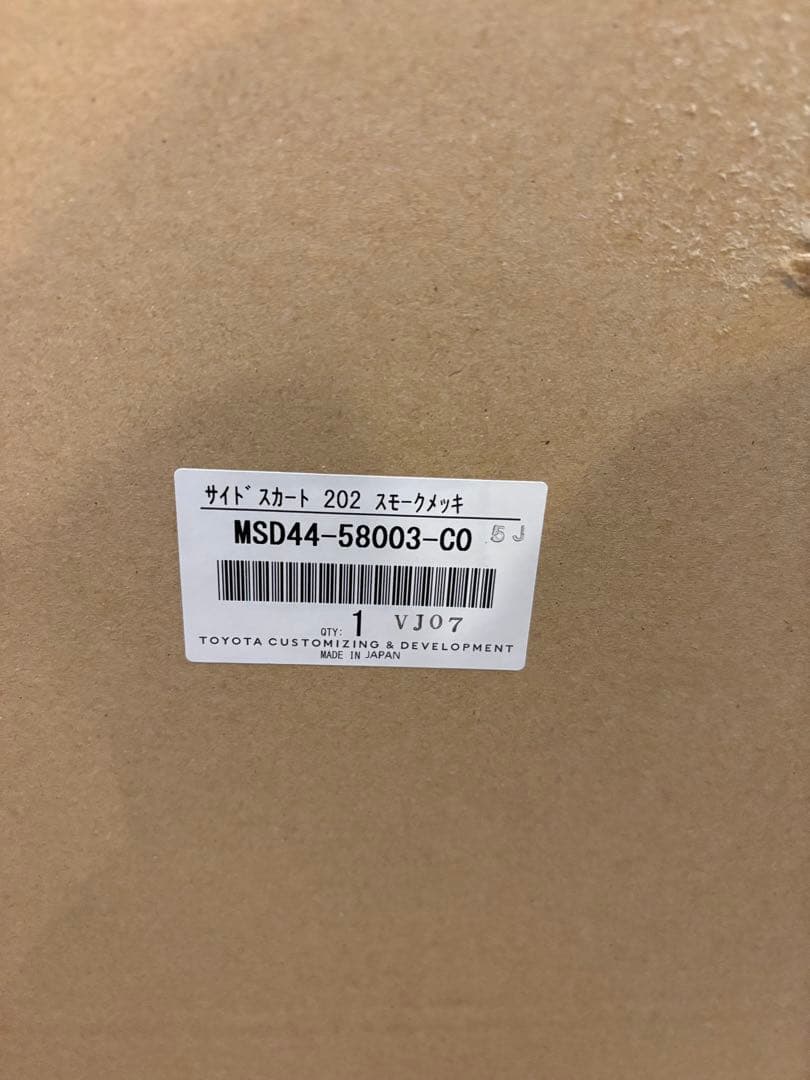 サイドスカート 202 スモークメッキ
MSD44-58003-C0 5J
QTY: 1 VJ07
TOYOTA CUSTOMIZING & DEVELOPMENT
MADE IN JAPAN